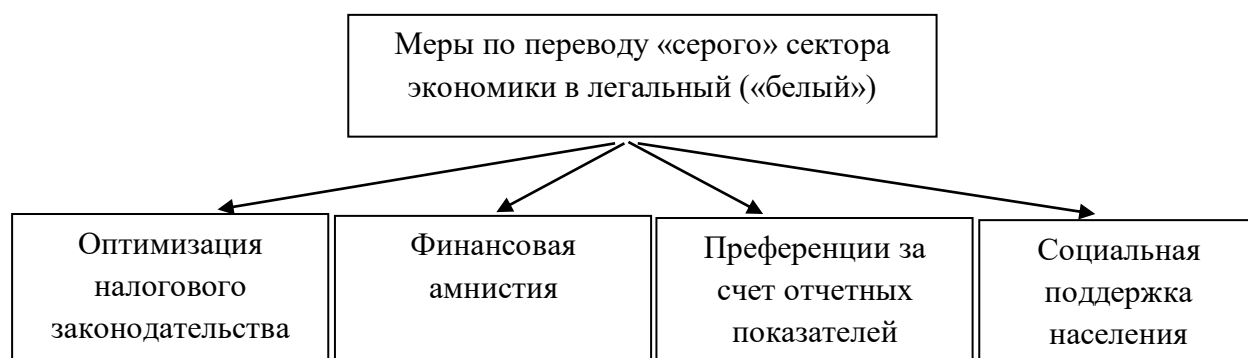 Меры по переводу «серого» сектора
экономики в легальный («белый»)
Оптимизация
налогового
законодательства
Финансовая
амнистия
Преференции за
счет отчетных
показателей
Социальная
поддержка
населения